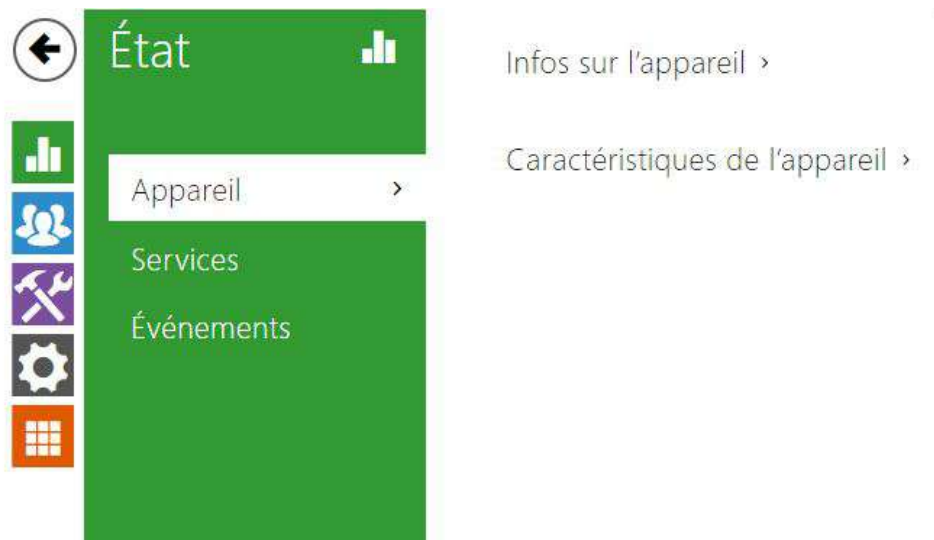 État
Appareil
Services
Événements
Infos sur l'appareil
Caractéristiques de l'appareil